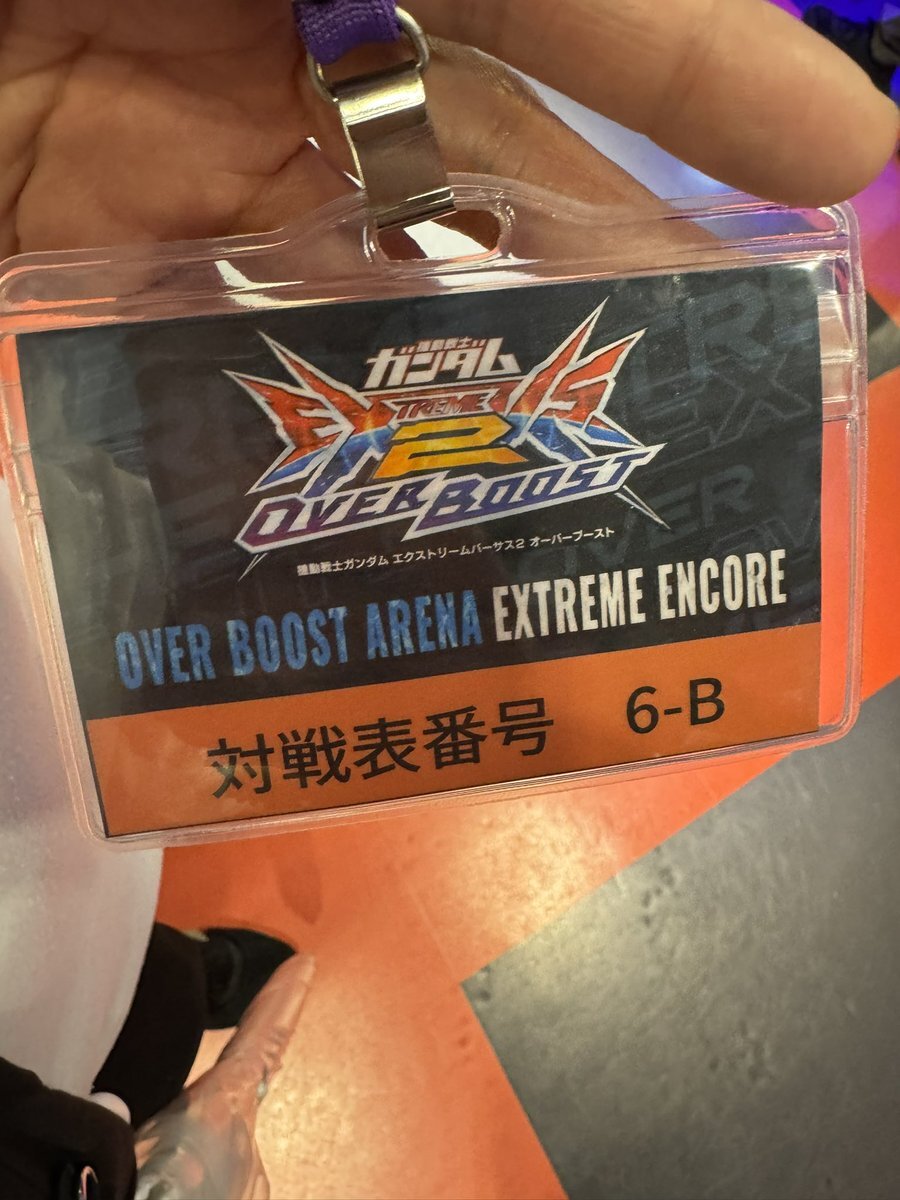 機動戦士
ガンダム
EXTREME VS
2
OVERBOOST
機動戦士ガンダム エクストリームバーサス2 オーバーブースト
OVER BOOST ARENA EXTREME ENCORE
対戦表番号 6-B